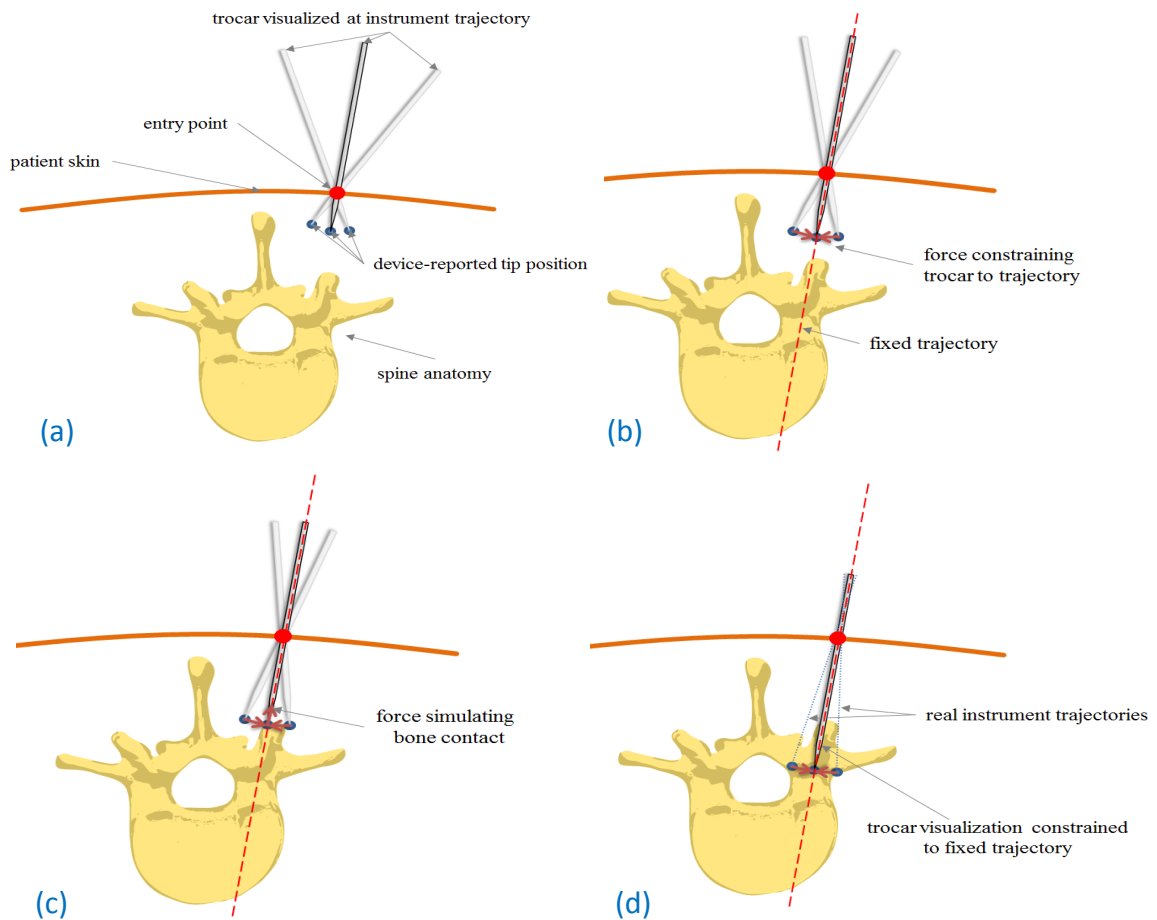 trocar visualized at instrument trajectory
entry point
patient skin
device-reported tip position
spine anatomy
(a)
force constraining
trocar to trajectory
fixed trajectory
(b)
force simulating
bone contact
(c)
real instrument trajectories
trocar visualization constrained
to fixed trajectory
(d)